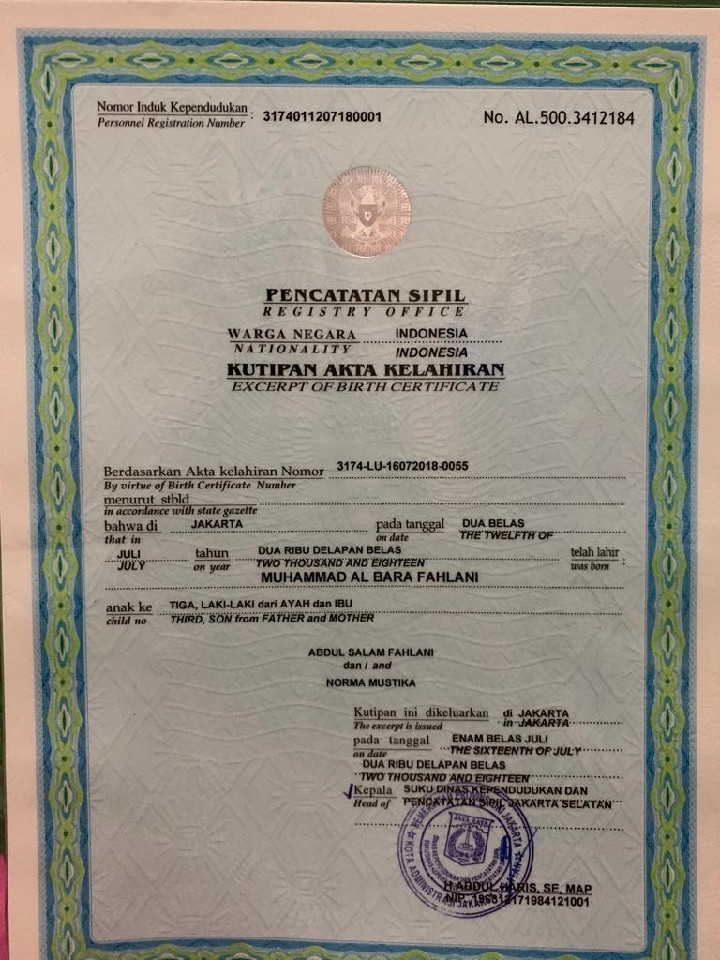 Nomor Induk Kependudukan : 3174011207180001 No. AL.500.3412184
Personnel Registration Number
PENCATATAN SIPIL
REGISTRY OFFICE
WARGA NEGARA INDONESIA
NATIONALITY INDONESIA
KUTIPAN AKTA KELAHIRAN
EXCERPT OF BIRTH CERTIFICATE
Berdasarkan Akta kelahiran Nomor 3174-LU-16072018-0055
By virtue of Birth Certificate Number
menurut stbld
in accordance with state gazette
bahwa di JAKARTA pada tanggal DUA BELAS
that in on date THE TWELFTH OF
JULI tahun DUA RIBU DELAPAN BELAS telah lahir :
JULY on year TWO THOUSAND AND EIGHTEEN was born
MUHAMMAD AL BARA FAHLANI
anak ke TIGA, LAKI-LAKI dari AYAH dan IBU
child no THIRD, SON from FATHER and MOTHER
ABDUL SALAM FAHLANI
dan / and
NORMA MUSTIKA
Kutipan ini dikeluarkan di JAKARTA
The excerpt is issued in JAKARTA
pada tanggal ENAM BELAS JULI
on date THE SIXTEENTH OF JULY
DUA RIBU DELAPAN BELAS
TWO THOUSAND AND EIGHTEEN
Kepala SUKU DINAS KEPENDUDUKAN DAN
Head of PENCATATAN SIPIL JAKARTA SELATAN
JAYA RAYA
H.ABDUL HARIS, SE, MAP
NIP.